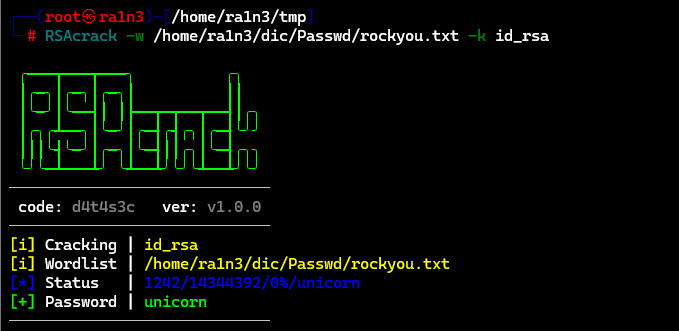 (root㉿ra1n3)-[/home/ra1n3/tmp]
# RSAcrack -w /home/ra1n3/dic/Passwd/rockyou.txt -k id_rsa
RSAcrack
code: d4t4s3c   ver: v1.0.0
[i] Cracking | id_rsa
[i] Wordlist | /home/ra1n3/dic/Passwd/rockyou.txt
[*] Status   | 1242/14344392/0%/unicorn
[+] Password | unicorn